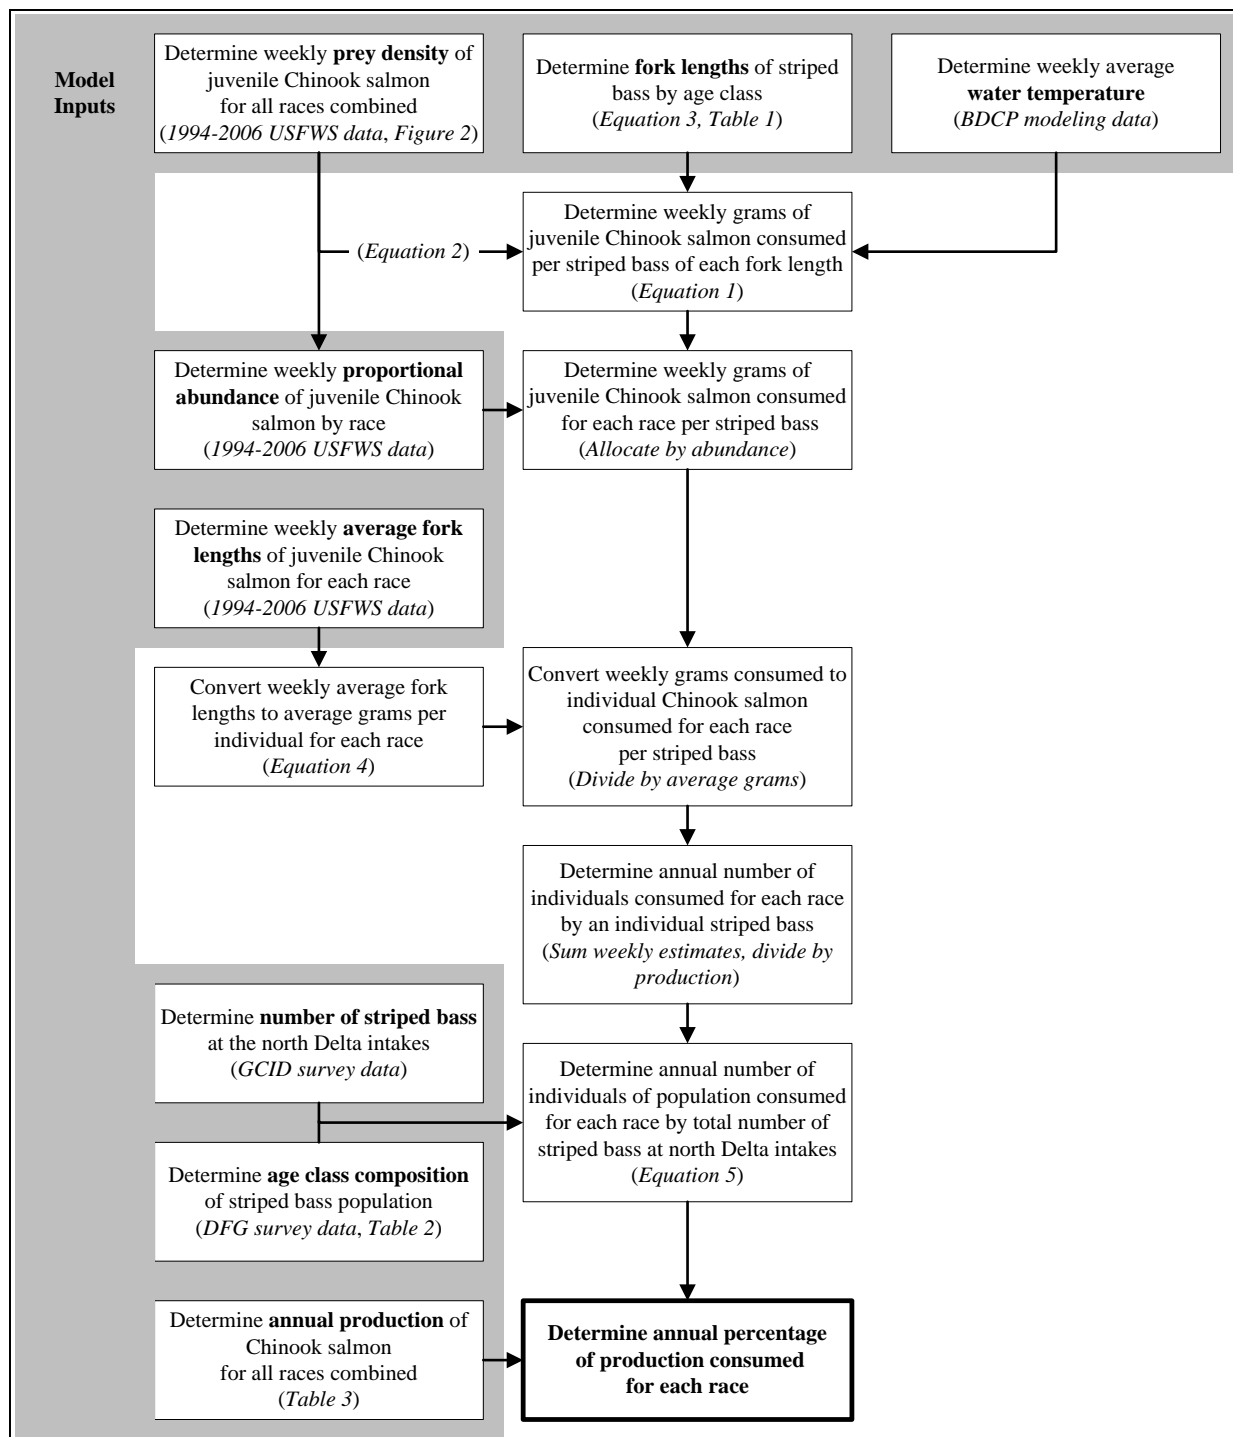 Model
Inputs
Determine weekly prey density of
juvenile Chinook salmon
for all races combined
(1994-2006 USFWS data, Figure 2)
Determine fork lengths of striped
bass by age class
(Equation 3, Table 1)
Determine weekly average
water temperature
(BDCP modeling data)
(Equation 2)
Determine weekly grams of
juvenile Chinook salmon consumed
per striped bass of each fork length
(Equation 1)
Determine weekly proportional
abundance of juvenile Chinook
salmon by race
(1994-2006 USFWS data)
Determine weekly grams of
juvenile Chinook salmon consumed
for each race per striped bass
(Allocate by abundance)
Determine weekly average fork
lengths of juvenile Chinook
salmon for each race
(1994-2006 USFWS data)
Convert weekly average fork
lengths to average grams per
individual for each race
(Equation 4)
Convert weekly grams consumed to
individual Chinook salmon
consumed for each race
per striped bass
(Divide by average grams)
Determine annual number of
individuals consumed for each race
by an individual striped bass
(Sum weekly estimates, divide by
production)
Determine number of striped bass
at the north Delta intakes
(GCID survey data)
Determine annual number of
individuals of population consumed
for each race by total number of
striped bass at north Delta intakes
(Equation 5)
Determine age class composition
of striped bass population
(DFG survey data, Table 2)
Determine annual production of
Chinook salmon
for all races combined
(Table 3)
Determine annual percentage
of production consumed
for each race